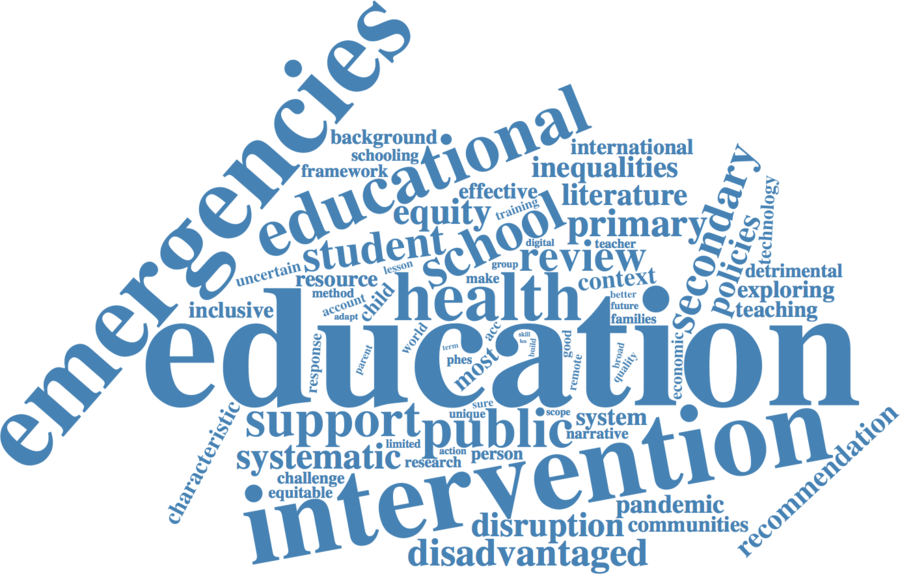 emergencies
background
schooling
framework
educational
international
inequalities
effective
literature
equity
training
school
primary
secondary
technology
policies
student
digital
teacher
review
uncertain
resource
lesson
group
make
context
detrimental
exploring
teaching
inclusive
method
account
adapt
child
health
better
future
families
education
response
parent
world
term
phes
most
acc
skill
build
good
remote
broad
quality
economic
characteristic
support
sure
unique
scope
public
system
narrative
systematic
limited
action
research
person
challenge
equitable
intervention
recommendation
pandemic
disruption
communities
disadvantaged